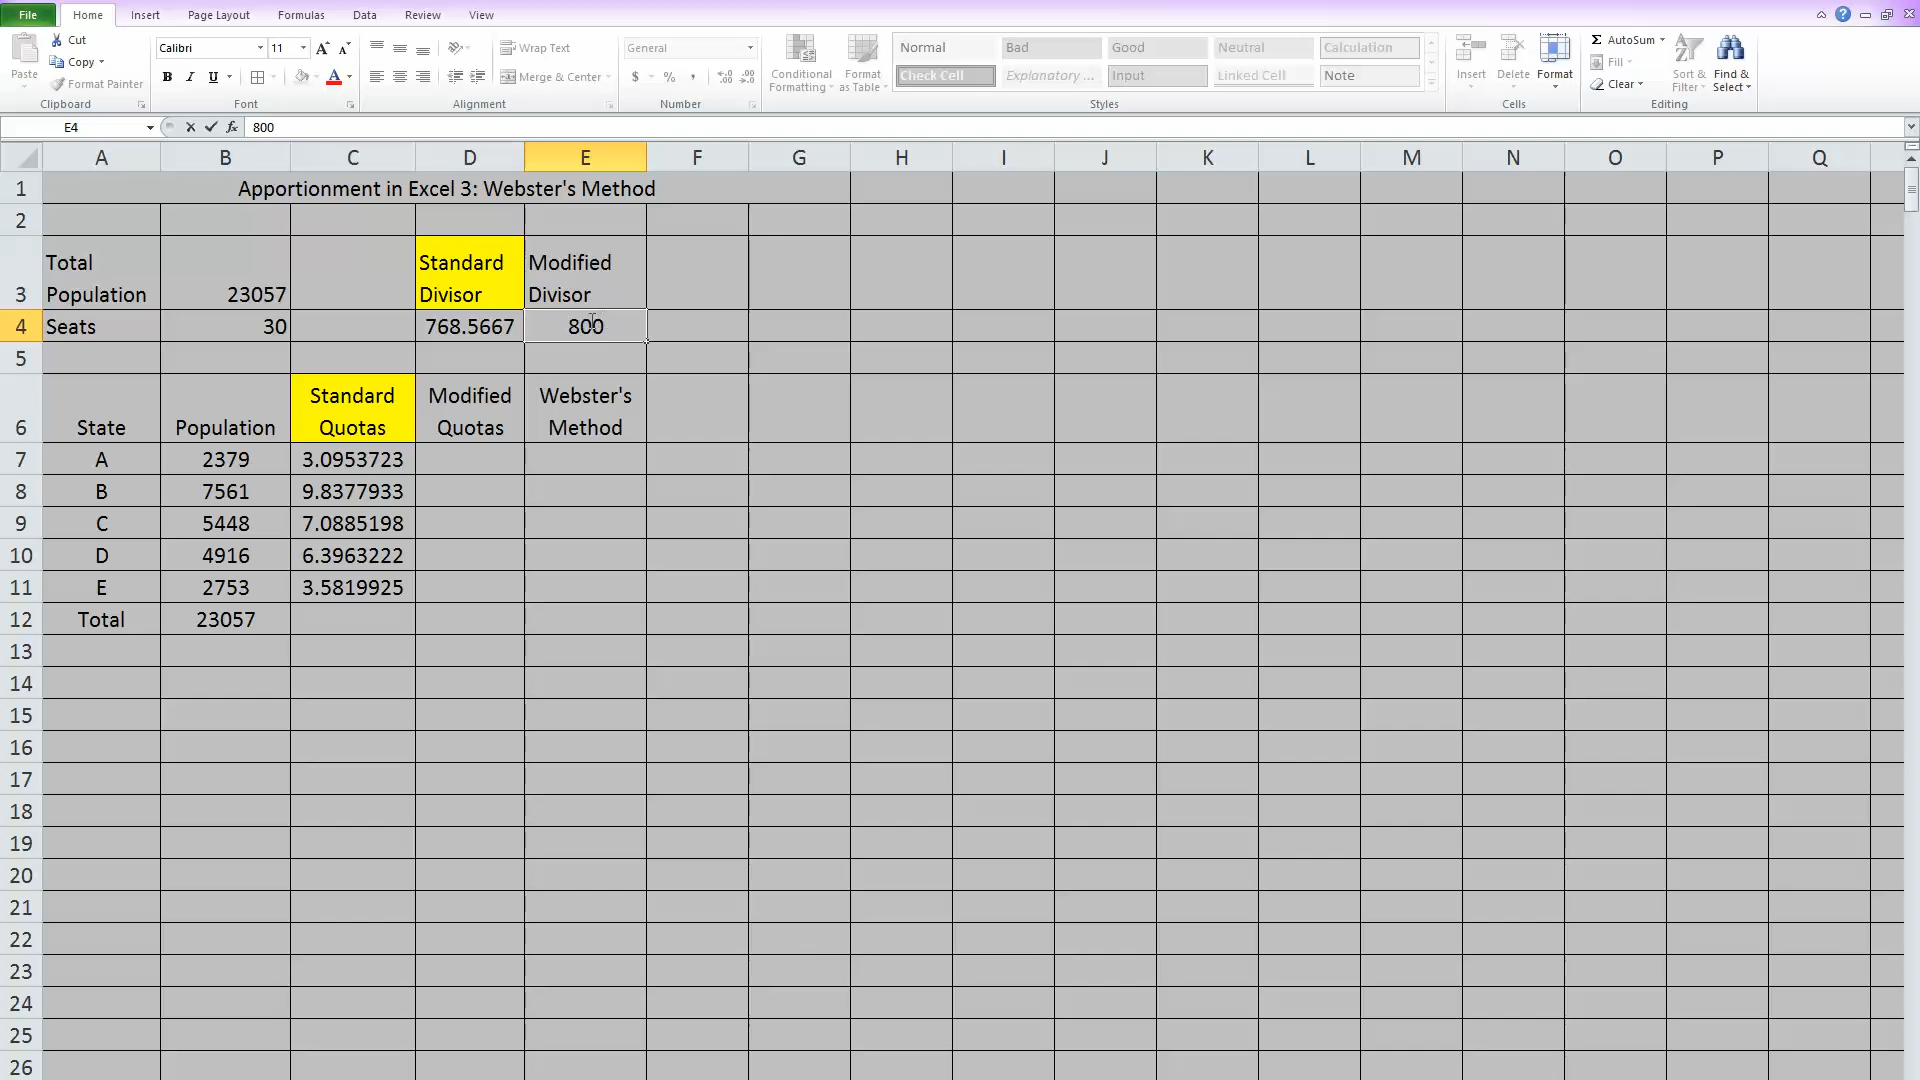 File Home Insert Page Layout Formulas Data Review View
Cut
Copy
Format Painter
Paste
Clipboard
Calibri 11
B I U A
Font
Wrap Text
Merge & Center
Alignment
General
$ % ,
Number
Conditional Formatting
Format as Table
Normal Bad Good Neutral Calculation
Check Cell Explanatory ... Input Linked Cell Note
Styles
Insert Delete Format
Cells
Σ AutoSum
Fill
Clear
Sort & Filter
Find & Select
Editing
E4 fx 800
A B C D E F G H I J K L M N O P Q
1 Apportionment in Excel 3: Webster's Method
2
3 Total Population 23057 Standard Divisor Modified Divisor
4 Seats 30 768.5667 800
5
6 State Population Standard Quotas Modified Quotas Webster's Method
7 A 2379 3.0953723
8 B 7561 9.8377933
9 C 5448 7.0885198
10 D 4916 6.3963222
11 E 2753 3.5819925
12 Total 23057
13
14
15
16
17
18
19
20
21
22
23
24
25
26